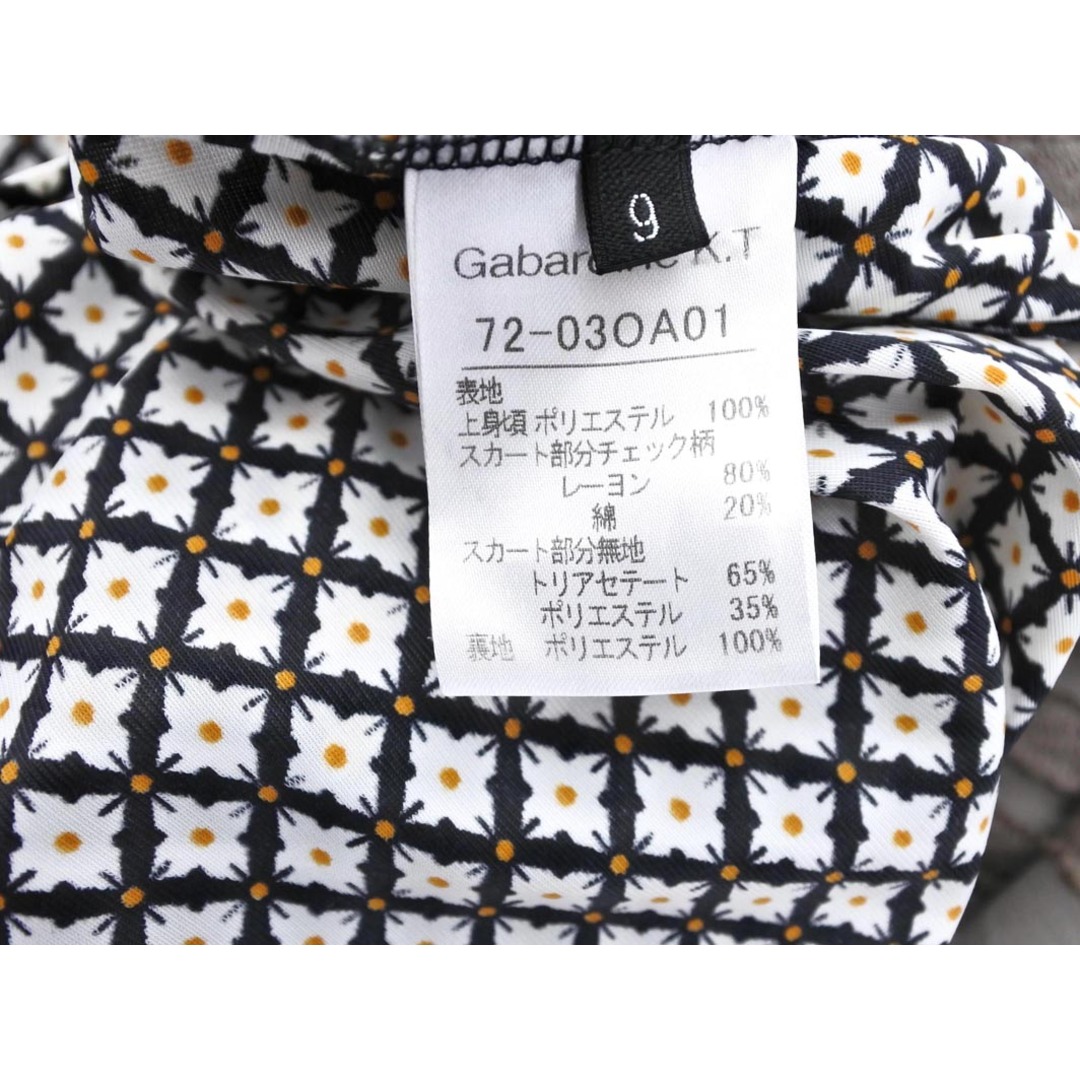 9
Gabardine K.T
72-03OA01
表地
上身頃 ポリエステル 100%
スカート部分チェック柄
レーヨン 80%
綿 20%
スカート部分無地
トリアセテート 65%
ポリエステル 35%
裏地 ポリエステル 100%